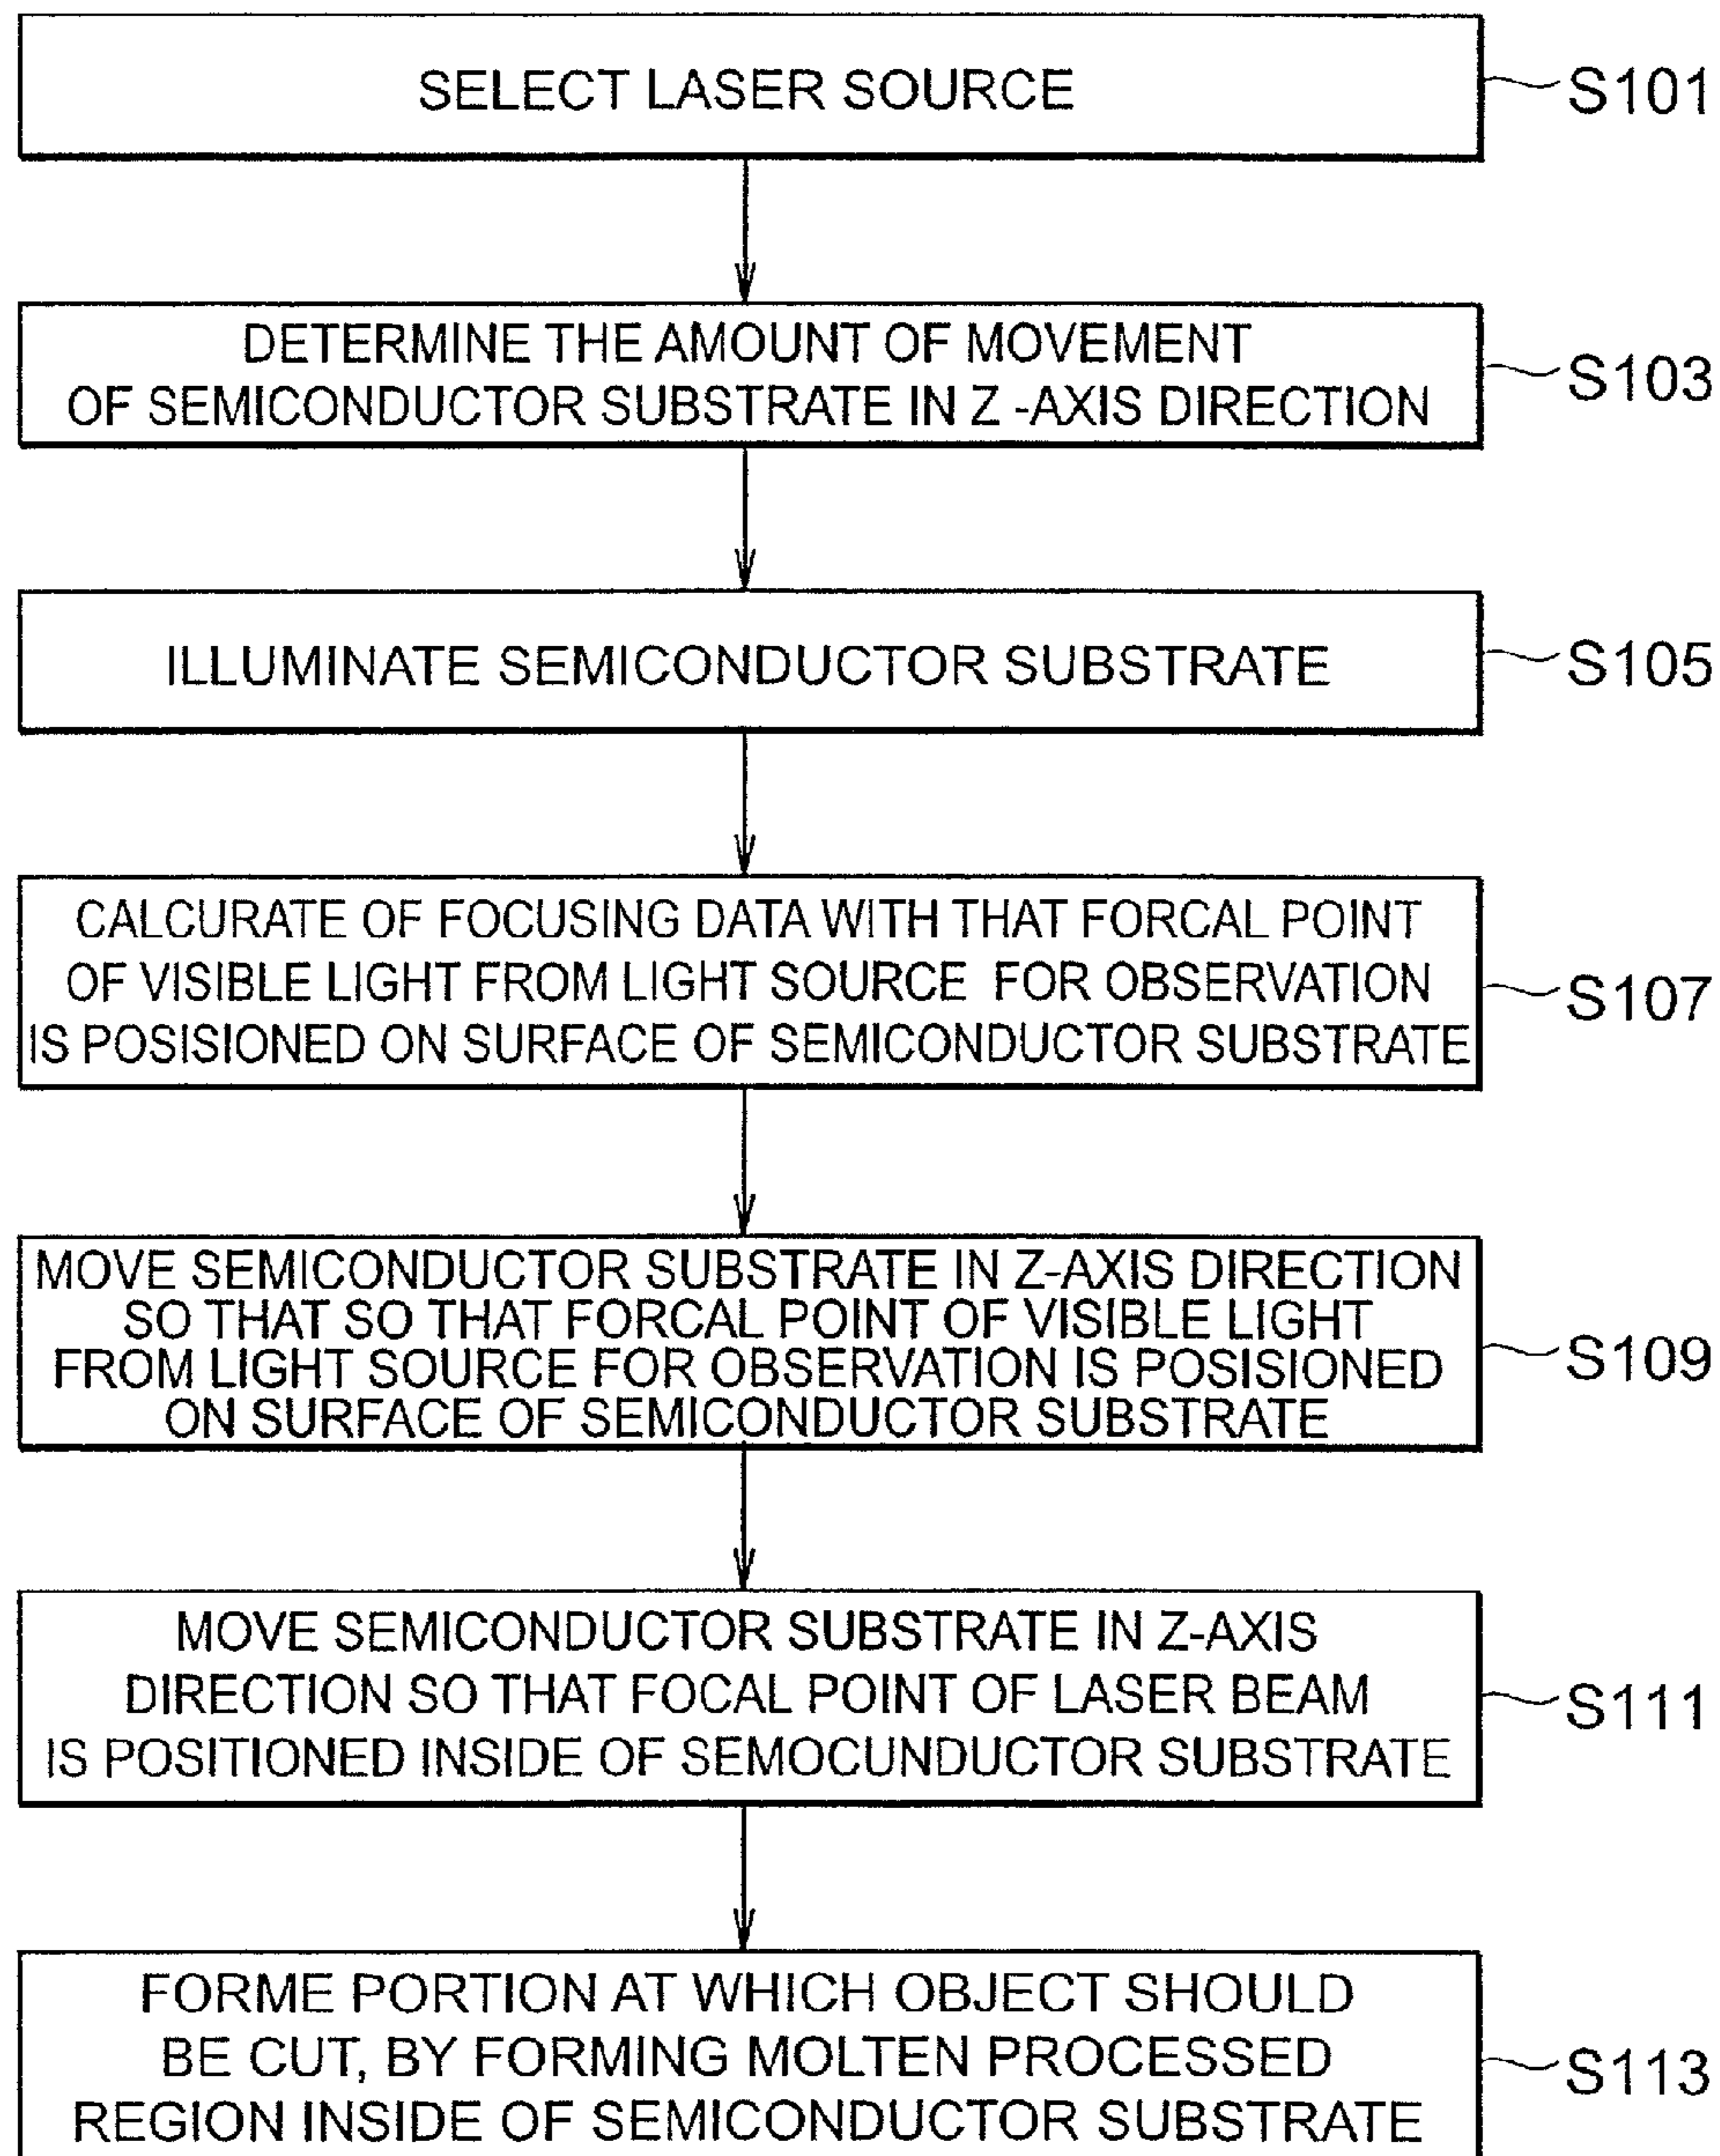 SELECT LASER SOURCE
S101
DETERMINE THE AMOUNT OF MOVEMENT
OF SEMICONDUCTOR SUBSTRATE IN Z -AXIS DIRECTION
S103
ILLUMINATE SEMICONDUCTOR SUBSTRATE
S105
CALCURATE OF FOCUSING DATA WITH THAT FORCAL POINT
OF VISIBLE LIGHT FROM LIGHT SOURCE FOR OBSERVATION
IS POSISIONED ON SURFACE OF SEMICONDUCTOR SUBSTRATE
S107
MOVE SEMICONDUCTOR SUBSTRATE IN Z-AXIS DIRECTION
SO THAT SO THAT FORCAL POINT OF VISIBLE LIGHT
FROM LIGHT SOURCE FOR OBSERVATION IS POSISIONED
ON SURFACE OF SEMICONDUCTOR SUBSTRATE
S109
MOVE SEMICONDUCTOR SUBSTRATE IN Z-AXIS
DIRECTION SO THAT FOCAL POINT OF LASER BEAM
IS POSITIONED INSIDE OF SEMOCUNDUCTOR SUBSTRATE
S111
FORME PORTION AT WHICH OBJECT SHOULD
BE CUT, BY FORMING MOLTEN PROCESSED
REGION INSIDE OF SEMICONDUCTOR SUBSTRATE
S113